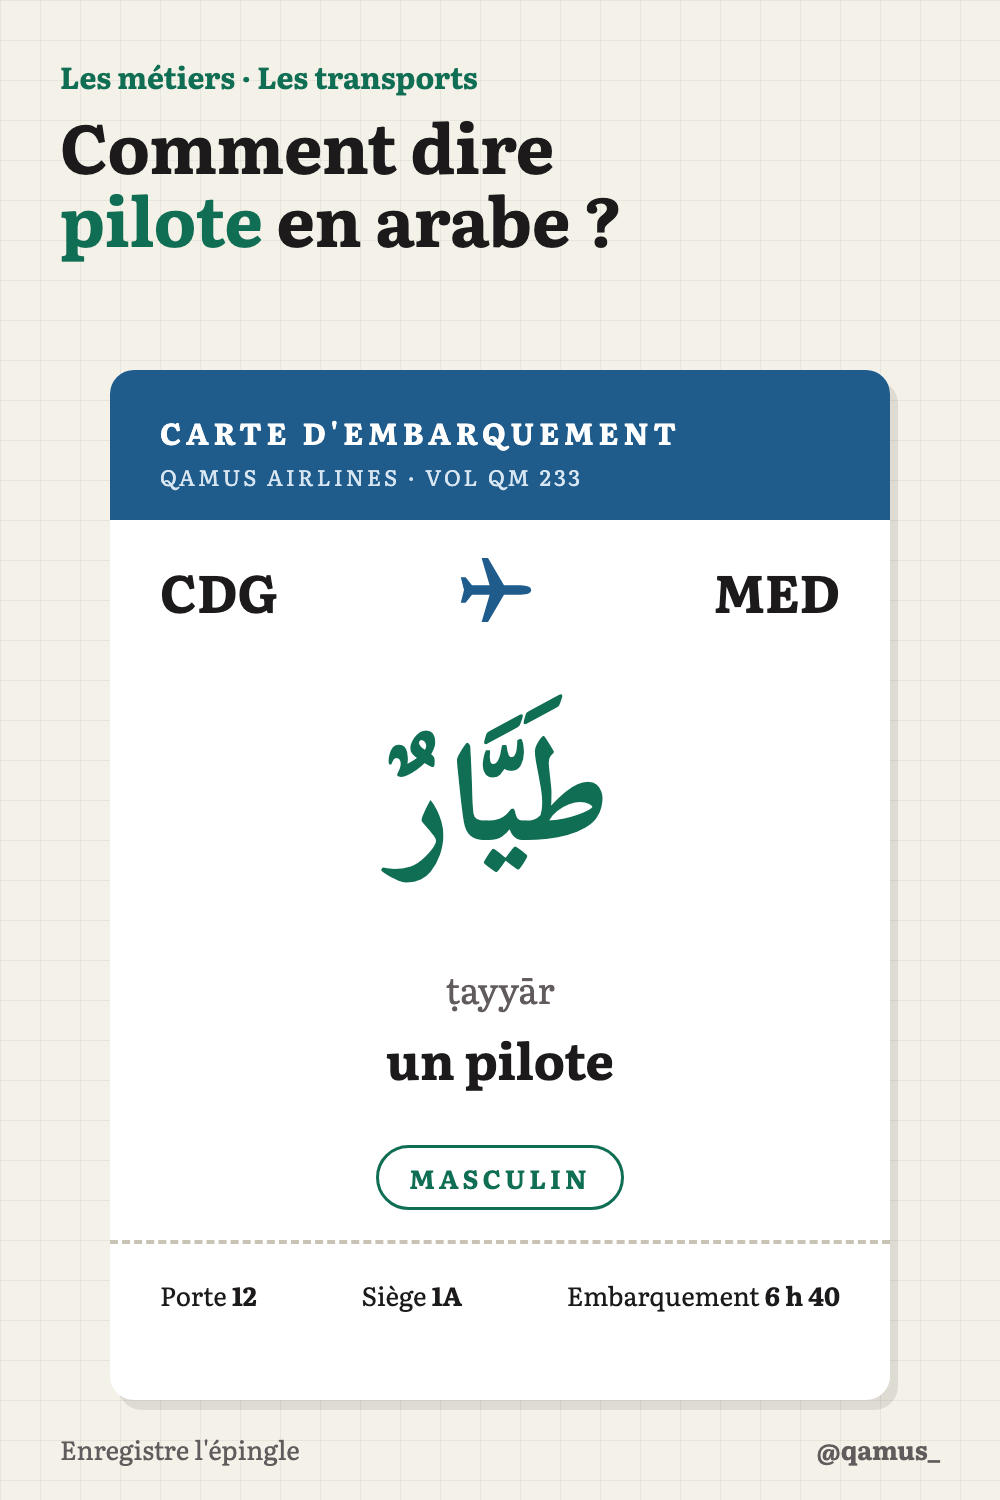 Les métiers · Les transports
Comment dire
pilote en arabe ?
CARTE D'EMBARQUEMENT
QAMUS AIRLINES · VOL QM 233
CDG MED
طَيَّارٌ
ṭayyār
un pilote
MASCULIN
Porte 12 Siège 1A Embarquement 6 h 40
Enregistre l'épingle @qamus_